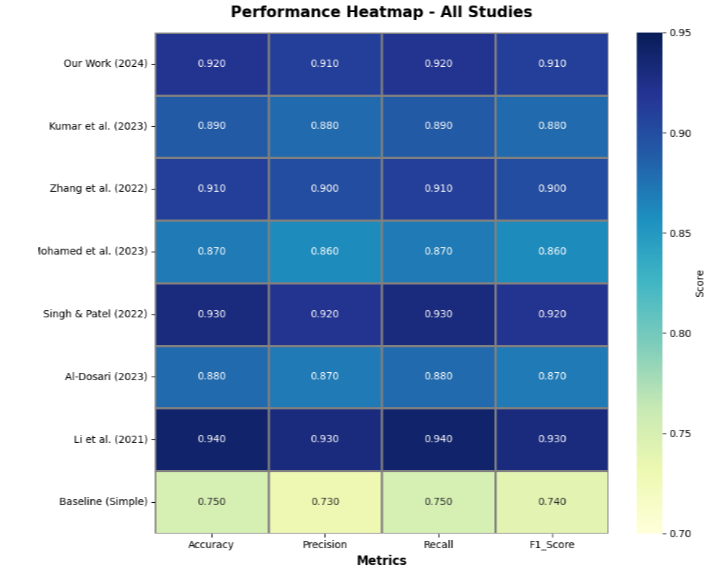 Performance Heatmap - All Studies
Our Work (2024) 0.920 0.910 0.920 0.910
Kumar et al. (2023) 0.890 0.880 0.890 0.880
Zhang et al. (2022) 0.910 0.900 0.910 0.900
ohamed et al. (2023) 0.870 0.860 0.870 0.860
Singh & Patel (2022) 0.930 0.920 0.930 0.920
Al-Dosari (2023) 0.880 0.870 0.880 0.870
Li et al. (2021) 0.940 0.930 0.940 0.930
Baseline (Simple) 0.750 0.730 0.750 0.740
Accuracy Precision Recall F1_Score
Metrics
0.95
0.90
0.85
0.80
0.75
0.70
Score